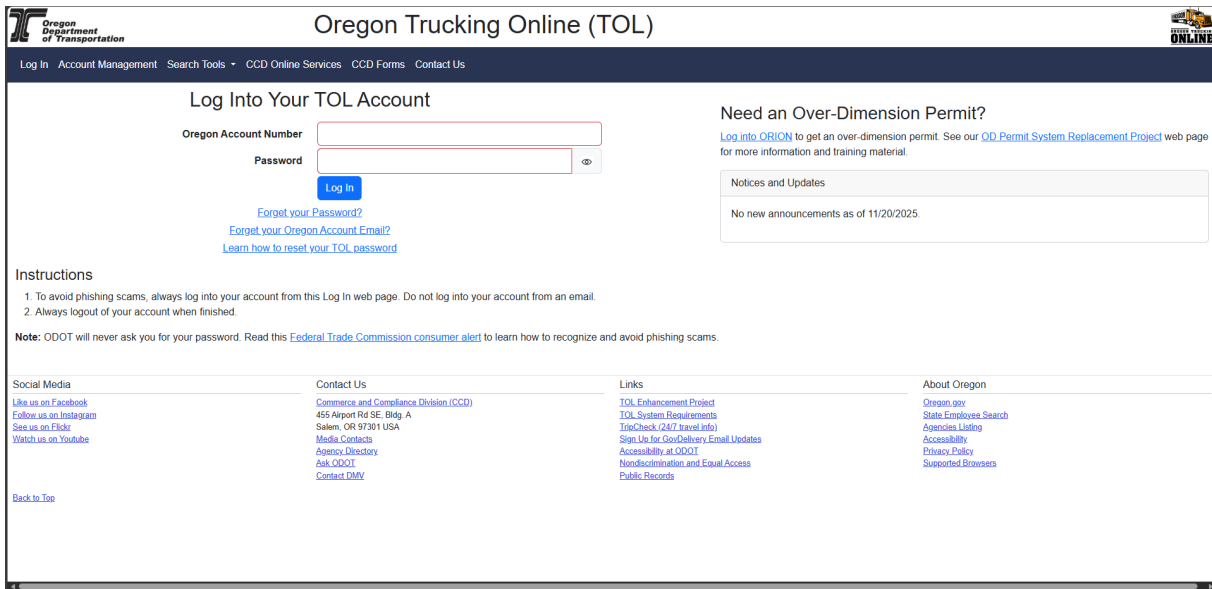 Oregon
Department
of Transportation
Oregon Trucking Online (TOL)
OREGON TRUCKING
ONLINE
Log In Account Management Search Tools CCD Online Services CCD Forms Contact Us
Log Into Your TOL Account
Oregon Account Number
Password
Log In
Forget your Password?
Forget your Oregon Account Email?
Learn how to reset your TOL password
Need an Over-Dimension Permit?
Log into ORION to get an over-dimension permit. See our OD Permit System Replacement Project web page
for more information and training material.
Notices and Updates
No new announcements as of 11/20/2025.
Instructions
1. To avoid phishing scams, always log into your account from this Log In web page. Do not log into your account from an email.
2. Always logout of your account when finished.
Note: ODOT will never ask you for your password. Read this Federal Trade Commission consumer alert to learn how to recognize and avoid phishing scams.
Social Media
Like us on Facebook
Follow us on Instagram
See us on Flickr
Watch us on Youtube
Contact Us
Commerce and Compliance Division (CCD)
455 Airport Rd SE, Bldg. A
Salem, OR 97301 USA
Media Contacts
Agency Directory
Ask ODOT
Contact DMV
Links
TOL Enhancement Project
TOL System Requirements
TripCheck (24/7 travel info)
Sign Up for GovDelivery Email Updates
Accessibility at ODOT
Nondiscrimination and Equal Access
Public Records
About Oregon
Oregon.gov
State Employee Search
Agencies Listing
Accessibility
Privacy Policy
Supported Browsers
Back to Top